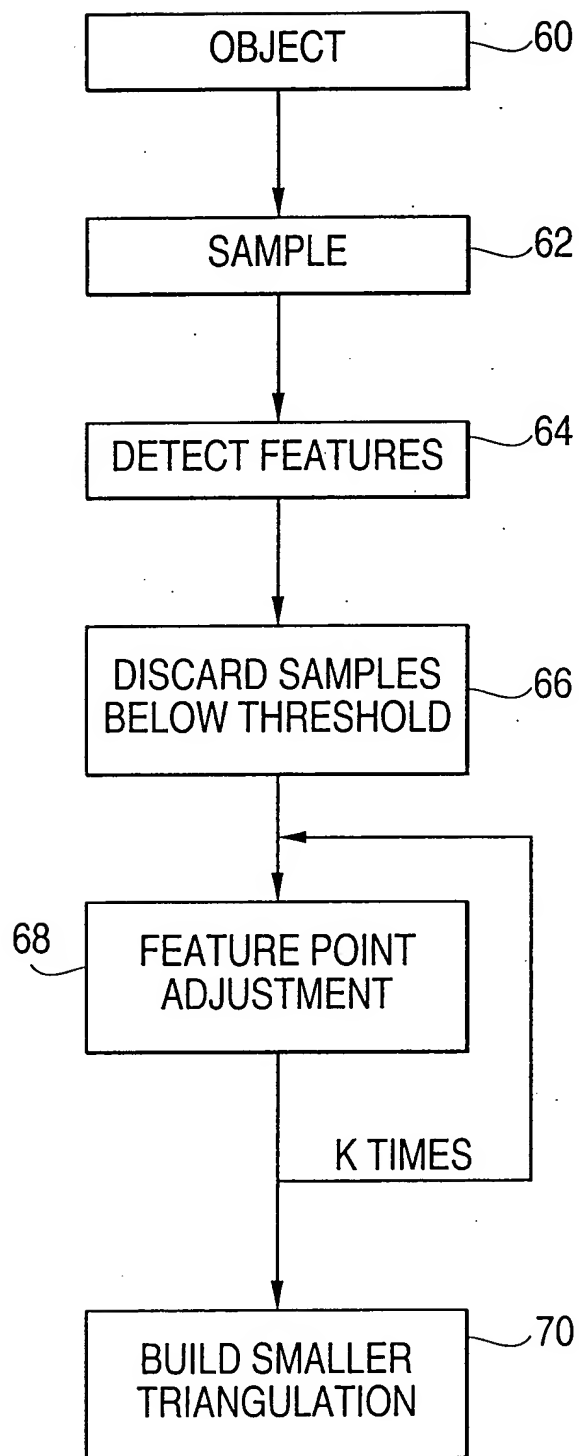 OBJECT
60
SAMPLE
62
DETECT FEATURES
64
DISCARD SAMPLES
BELOW THRESHOLD
66
68
FEATURE POINT
ADJUSTMENT
K TIMES
BUILD SMALLER
TRIANGULATION
70